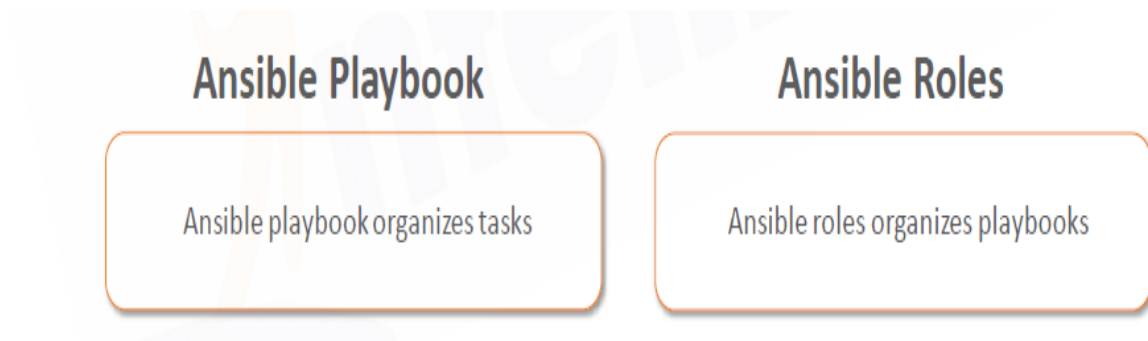 Ansible Playbook
Ansible Roles
Ansible playbook organizes tasks
Ansible roles organizes playbooks